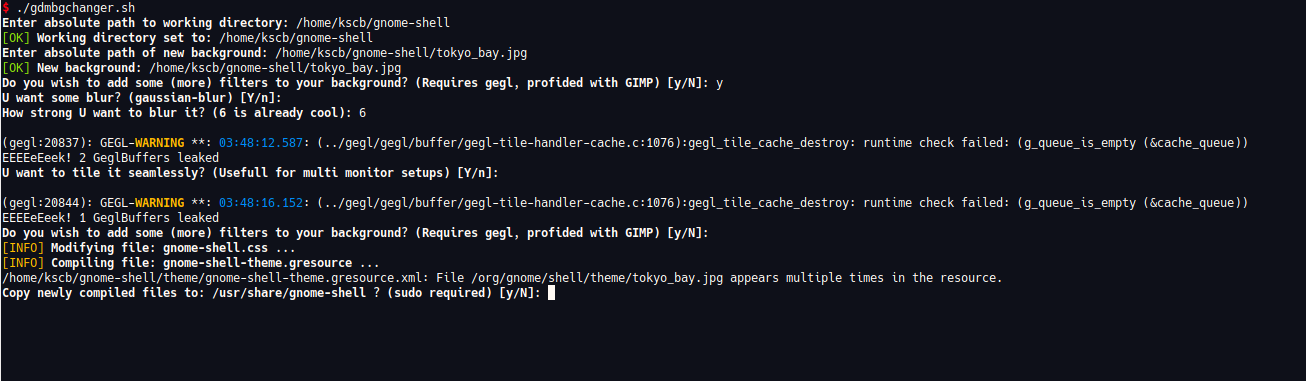 $ ./gdmbgchanger.sh
Enter absolute path to working directory: /home/kscb/gnome-shell
[OK] Working directory set to: /home/kscb/gnome-shell
Enter absolute path of new background: /home/kscb/gnome-shell/tokyo_bay.jpg
[OK] New background: /home/kscb/gnome-shell/tokyo_bay.jpg
Do you wish to add some (more) filters to your background? (Requires gegl, profided with GIMP) [y/N]: y
U want some blur? (gaussian-blur) [Y/n]:
How strong U want to blur it? (6 is already cool): 6
(gegl:20837): GEGL-WARNING **: 03:48:12.587: (../gegl/gegl/buffer/gegl-tile-handler-cache.c:1076):gegl_tile_cache_destroy: runtime check failed: (g_queue_is_empty (&cache_queue))
EEEEeEeek! 2 GeglBuffers leaked
U want to tile it seamlessly? (Usefull for multi monitor setups) [Y/n]:
(gegl:20844): GEGL-WARNING **: 03:48:16.152: (../gegl/gegl/buffer/gegl-tile-handler-cache.c:1076):gegl_tile_cache_destroy: runtime check failed: (g_queue_is_empty (&cache_queue))
EEEEeEeek! 1 GeglBuffers leaked
Do you wish to add some (more) filters to your background? (Requires gegl, profided with GIMP) [y/N]:
[INFO] Modifying file: gnome-shell.css ...
[INFO] Compiling file: gnome-shell-theme.gresource ...
/home/kscb/gnome-shell/theme/gnome-shell-theme.gresource.xml: File /org/gnome/shell/theme/tokyo_bay.jpg appears multiple times in the resource.
Copy newly compiled files to: /usr/share/gnome-shell ? (sudo required) [y/N]: